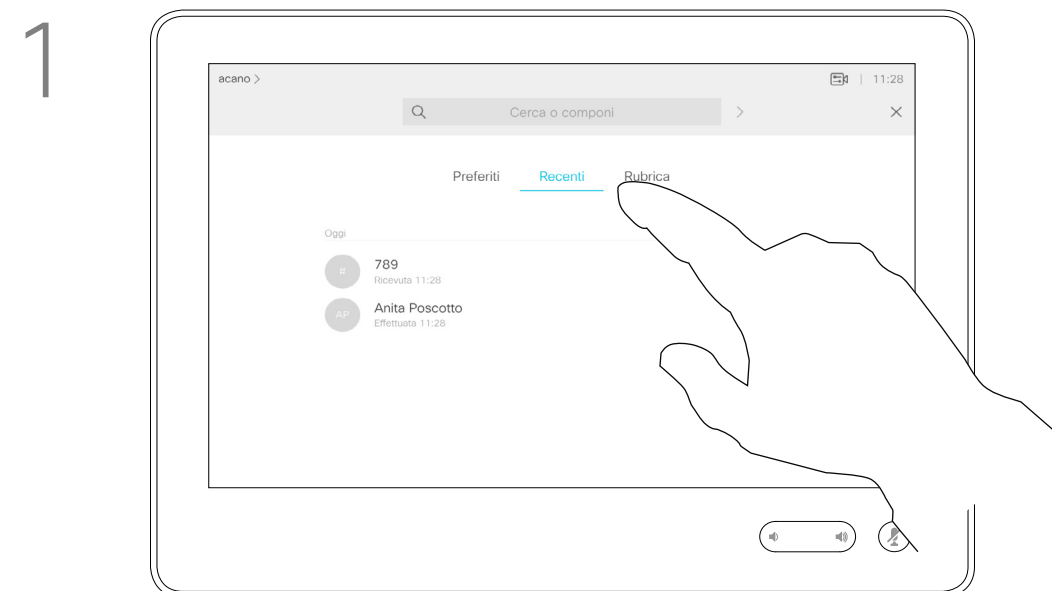 1
acano > | 11:28
Cerca o componi >
Preferiti Recenti Rubrica
Oggi
#
789
Ricevuta 11:28
AP
Anita Poscotto
Effettuata 11:28